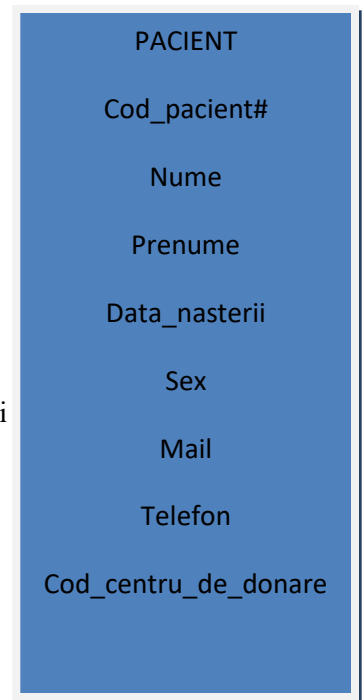 PACIENT
Cod_pacient#
Nume
Prenume
Data_nasterii
Sex
i
Mail
Telefon
Cod_centru_de_donare